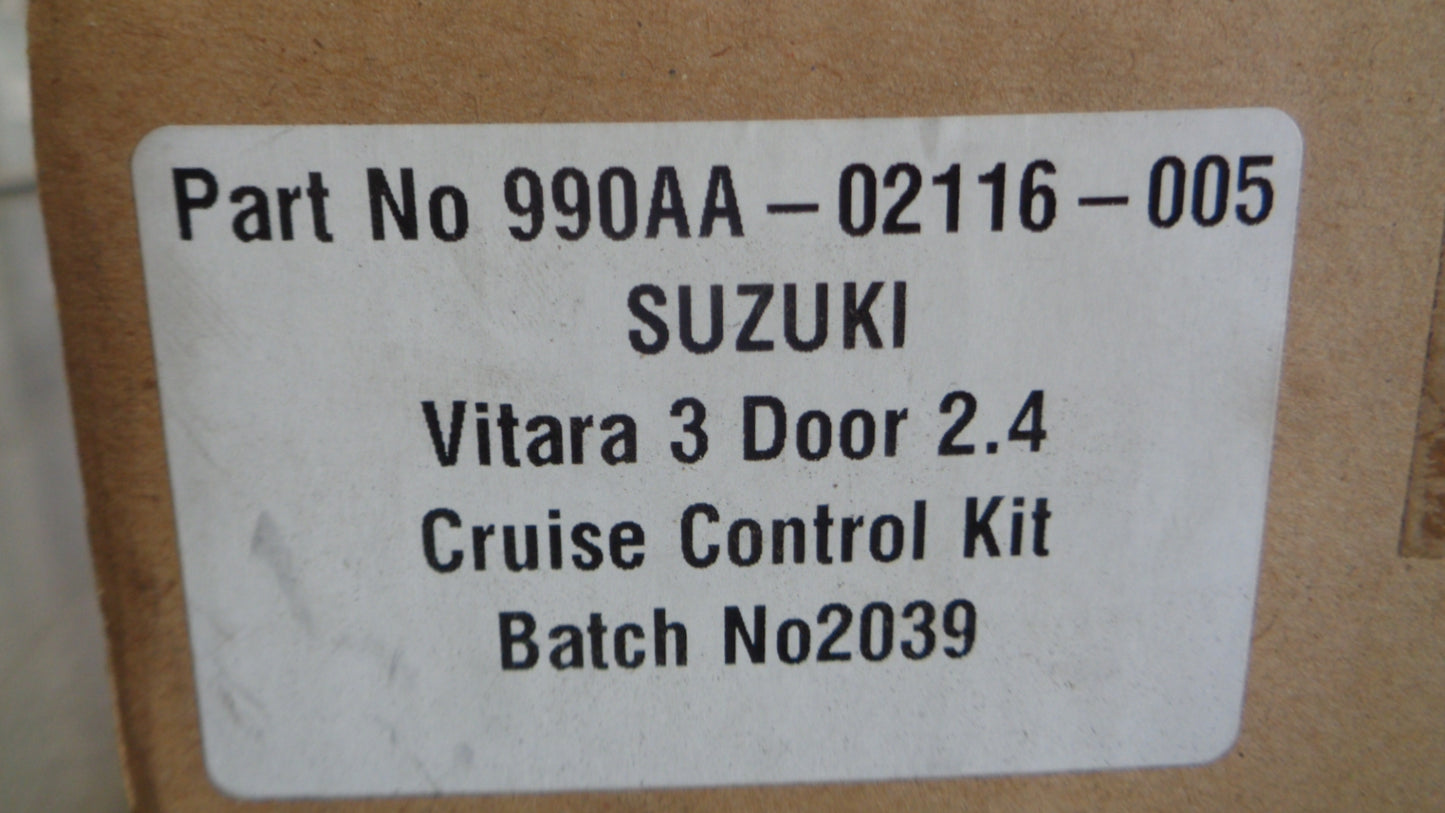 Part No 990AA-02116-005
SUZUKI
Vitara 3 Door 2.4
Cruise Control Kit
Batch No2039